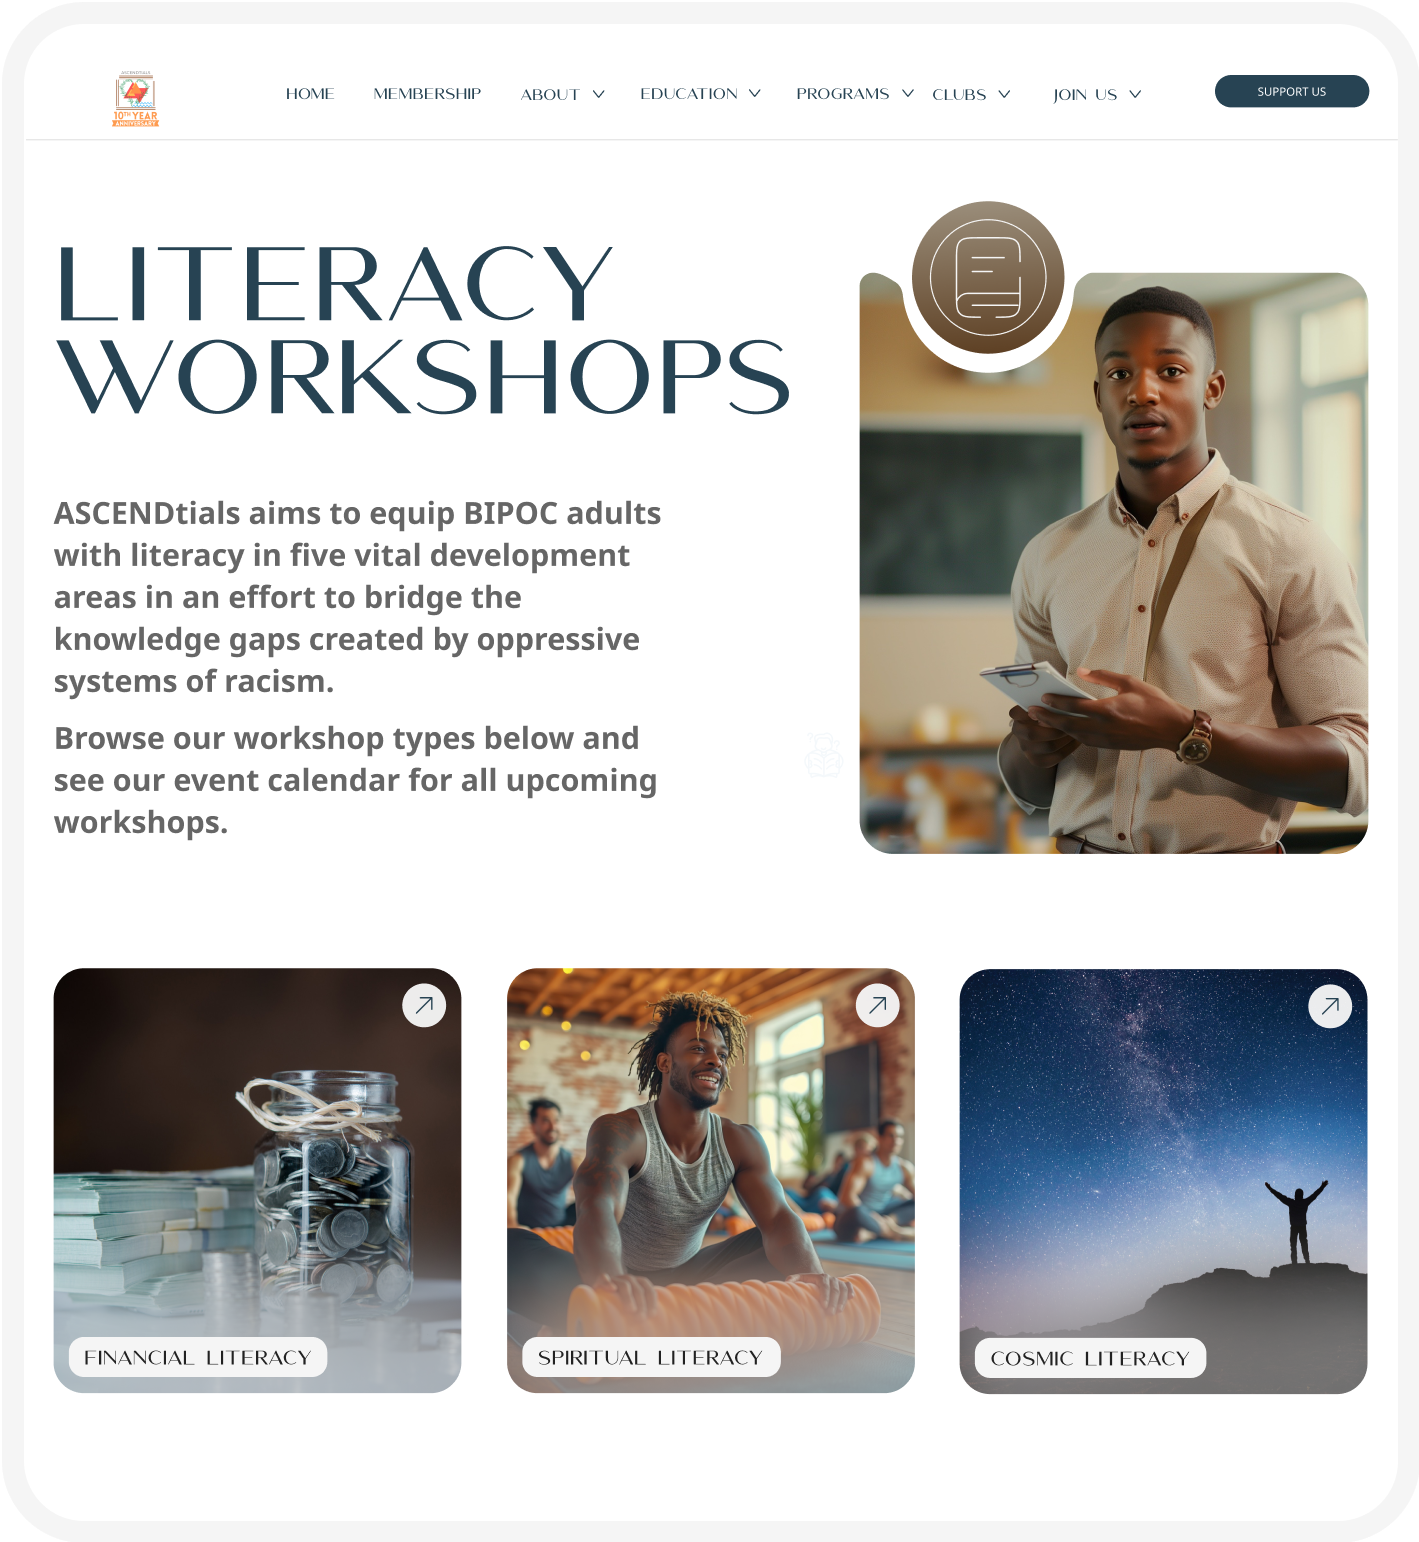 ASCENDTIALS
10TH YEAR
ANNIVERSARY
HOME
MEMBERSHIP
ABOUT
EDUCATION
PROGRAMS
CLUBS
JOIN US
SUPPORT US
LITERACY
WORKSHOPS
ASCENDtials aims to equip BIPOC adults
with literacy in five vital development
areas in an effort to bridge the
knowledge gaps created by oppressive
systems of racism.
Browse our workshop types below and
see our event calendar for all upcoming
workshops.
FINANCIAL LITERACY
SPIRITUAL LITERACY
COSMIC LITERACY